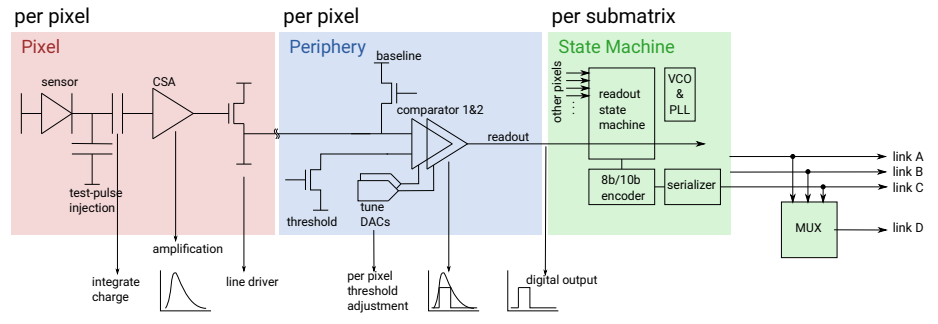 per pixel
per pixel
per submatrix
Pixel
Periphery
State Machine
sensor
CSA
test-pulse
injection
baseline
comparator 1&2
threshold
tune
DACs
readout
other pixels
readout
state
machine
VCO
&
PLL
8b/10b
encoder
serializer
link A
link B
link C
MUX
link D
integrate
charge
amplification
line driver
per pixel
threshold
adjustment
digital output